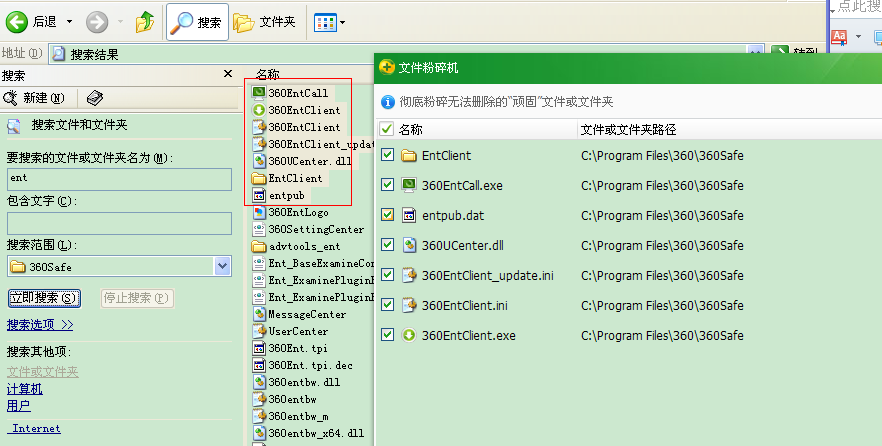 后退
搜索
文件夹
点此搜
地址(D)
搜索结果
转到
搜索
新建(N)
搜索文件和文件夹
要搜索的文件或文件夹名为(M):
ent
包含文字(C):
搜索范围(L):
360Safe
立即搜索(S)
停止搜索(P)
搜索选项 >>
搜索其他项:
文件或文件夹
计算机
用户
Internet
名称
360EntCall
360EntClient
360EntClient
360EntClient_updat
360UCenter.dll
EntClient
entpub
360EntLogo
360SettingCenter
advtools_ent
Ent_BaseExamineCon
Ent_ExaminePlugin
Ent_ExaminePlugin
MessageCenter
UserCenter
360Ent.tpi
360Ent.tpi.dec
360entbw.dll
360entbw
360entbw_m
360entbw_x64.dll
文件粉碎机
彻底粉碎无法删除的"顽固"文件或文件夹
名称 文件或文件夹路径
EntClient C:\Program Files\360\360Safe
360EntCall.exe C:\Program Files\360\360Safe
entpub.dat C:\Program Files\360\360Safe
360UCenter.dll C:\Program Files\360\360Safe
360EntClient_update.ini C:\Program Files\360\360Safe
360EntClient.ini C:\Program Files\360\360Safe
360EntClient.exe C:\Program Files\360\360Safe